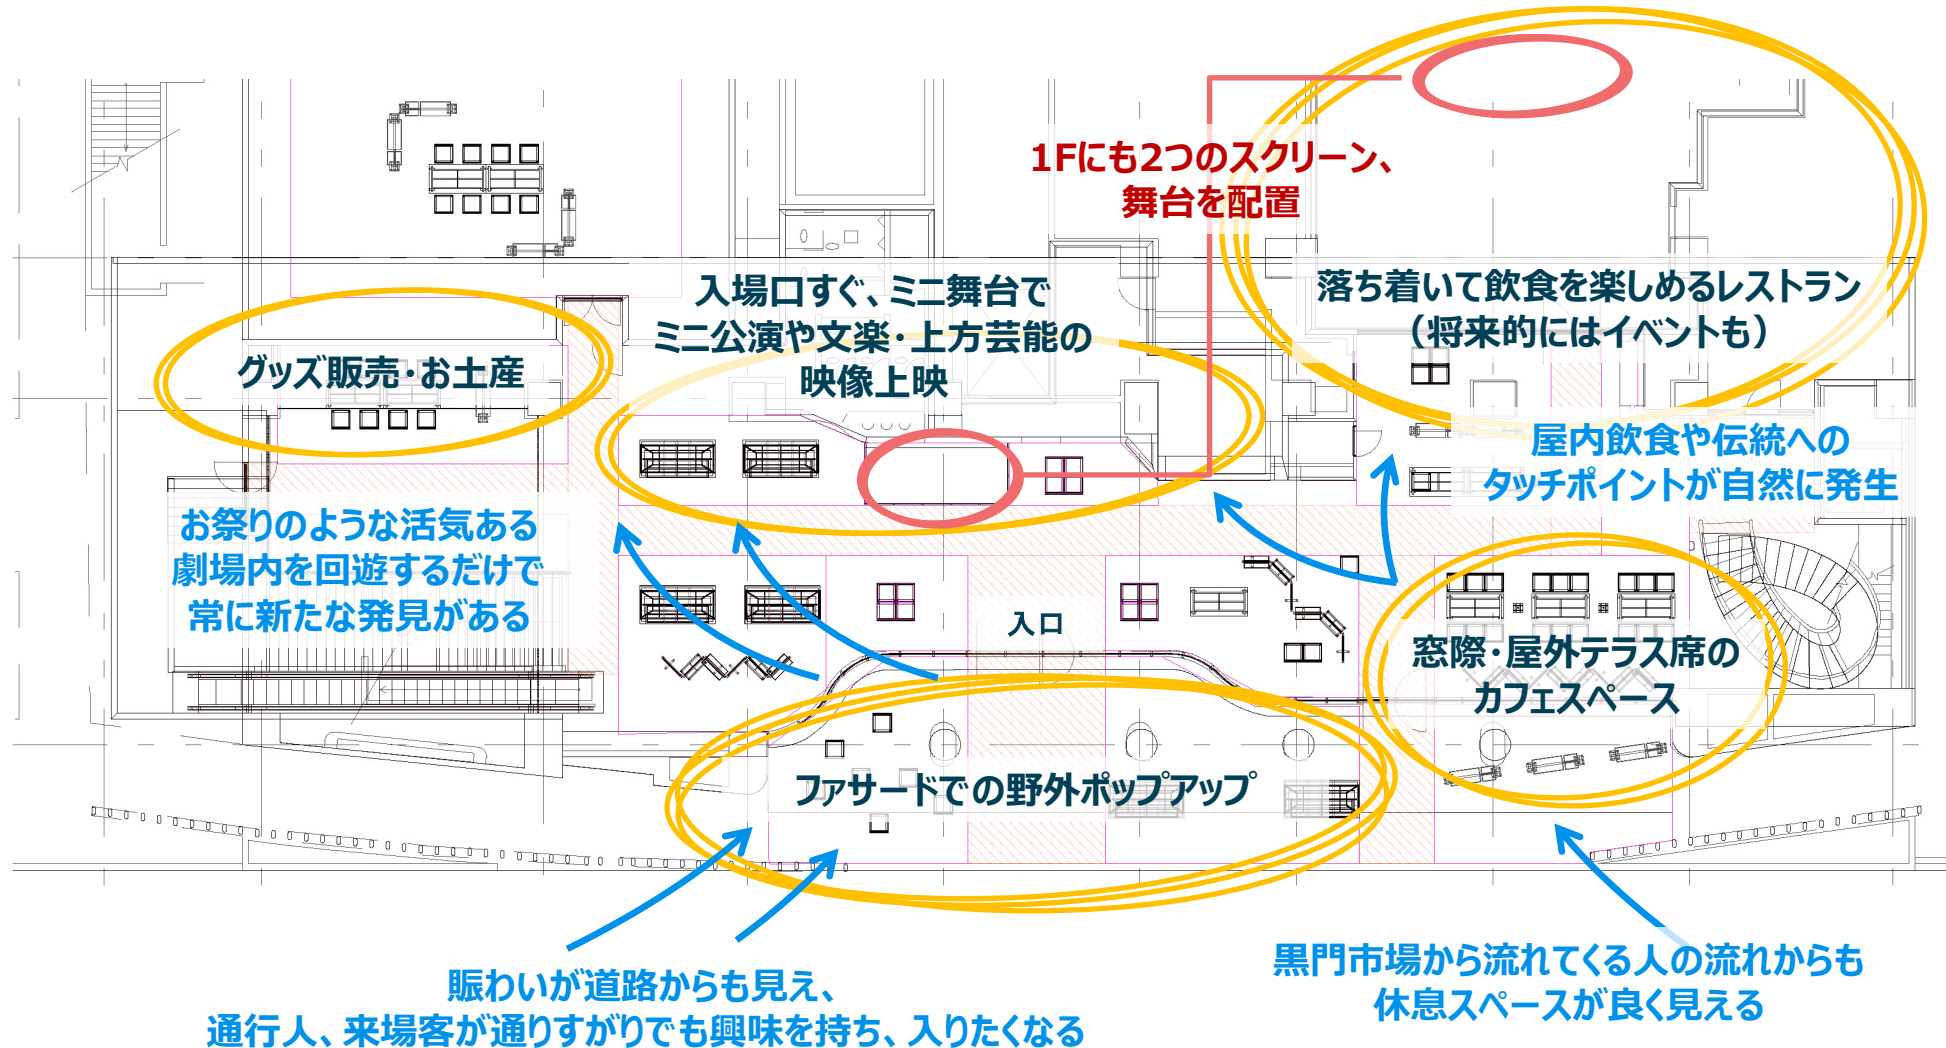 1Fにも2つのスクリーン、
舞台を配置
入場口すぐ、ミニ舞台で
ミニ公演や文楽・上方芸能の
映像上映
落ち着いて飲食を楽しめるレストラン
（将来的にはイベントも）
グッズ販売・お土産
屋内飲食や伝統への
タッチポイントが自然に発生
お祭りのような活気ある
劇場内を回遊するだけで
常に新たな発見がある
入口
窓際・屋外テラス席の
カフェスペース
ファサードでの野外ポップアップ
賑わいが道路からも見え、
通行人、来場客が通りすがりでも興味を持ち、入りたくなる
黒門市場から流れてくる人の流れからも
休息スペースが良く見える